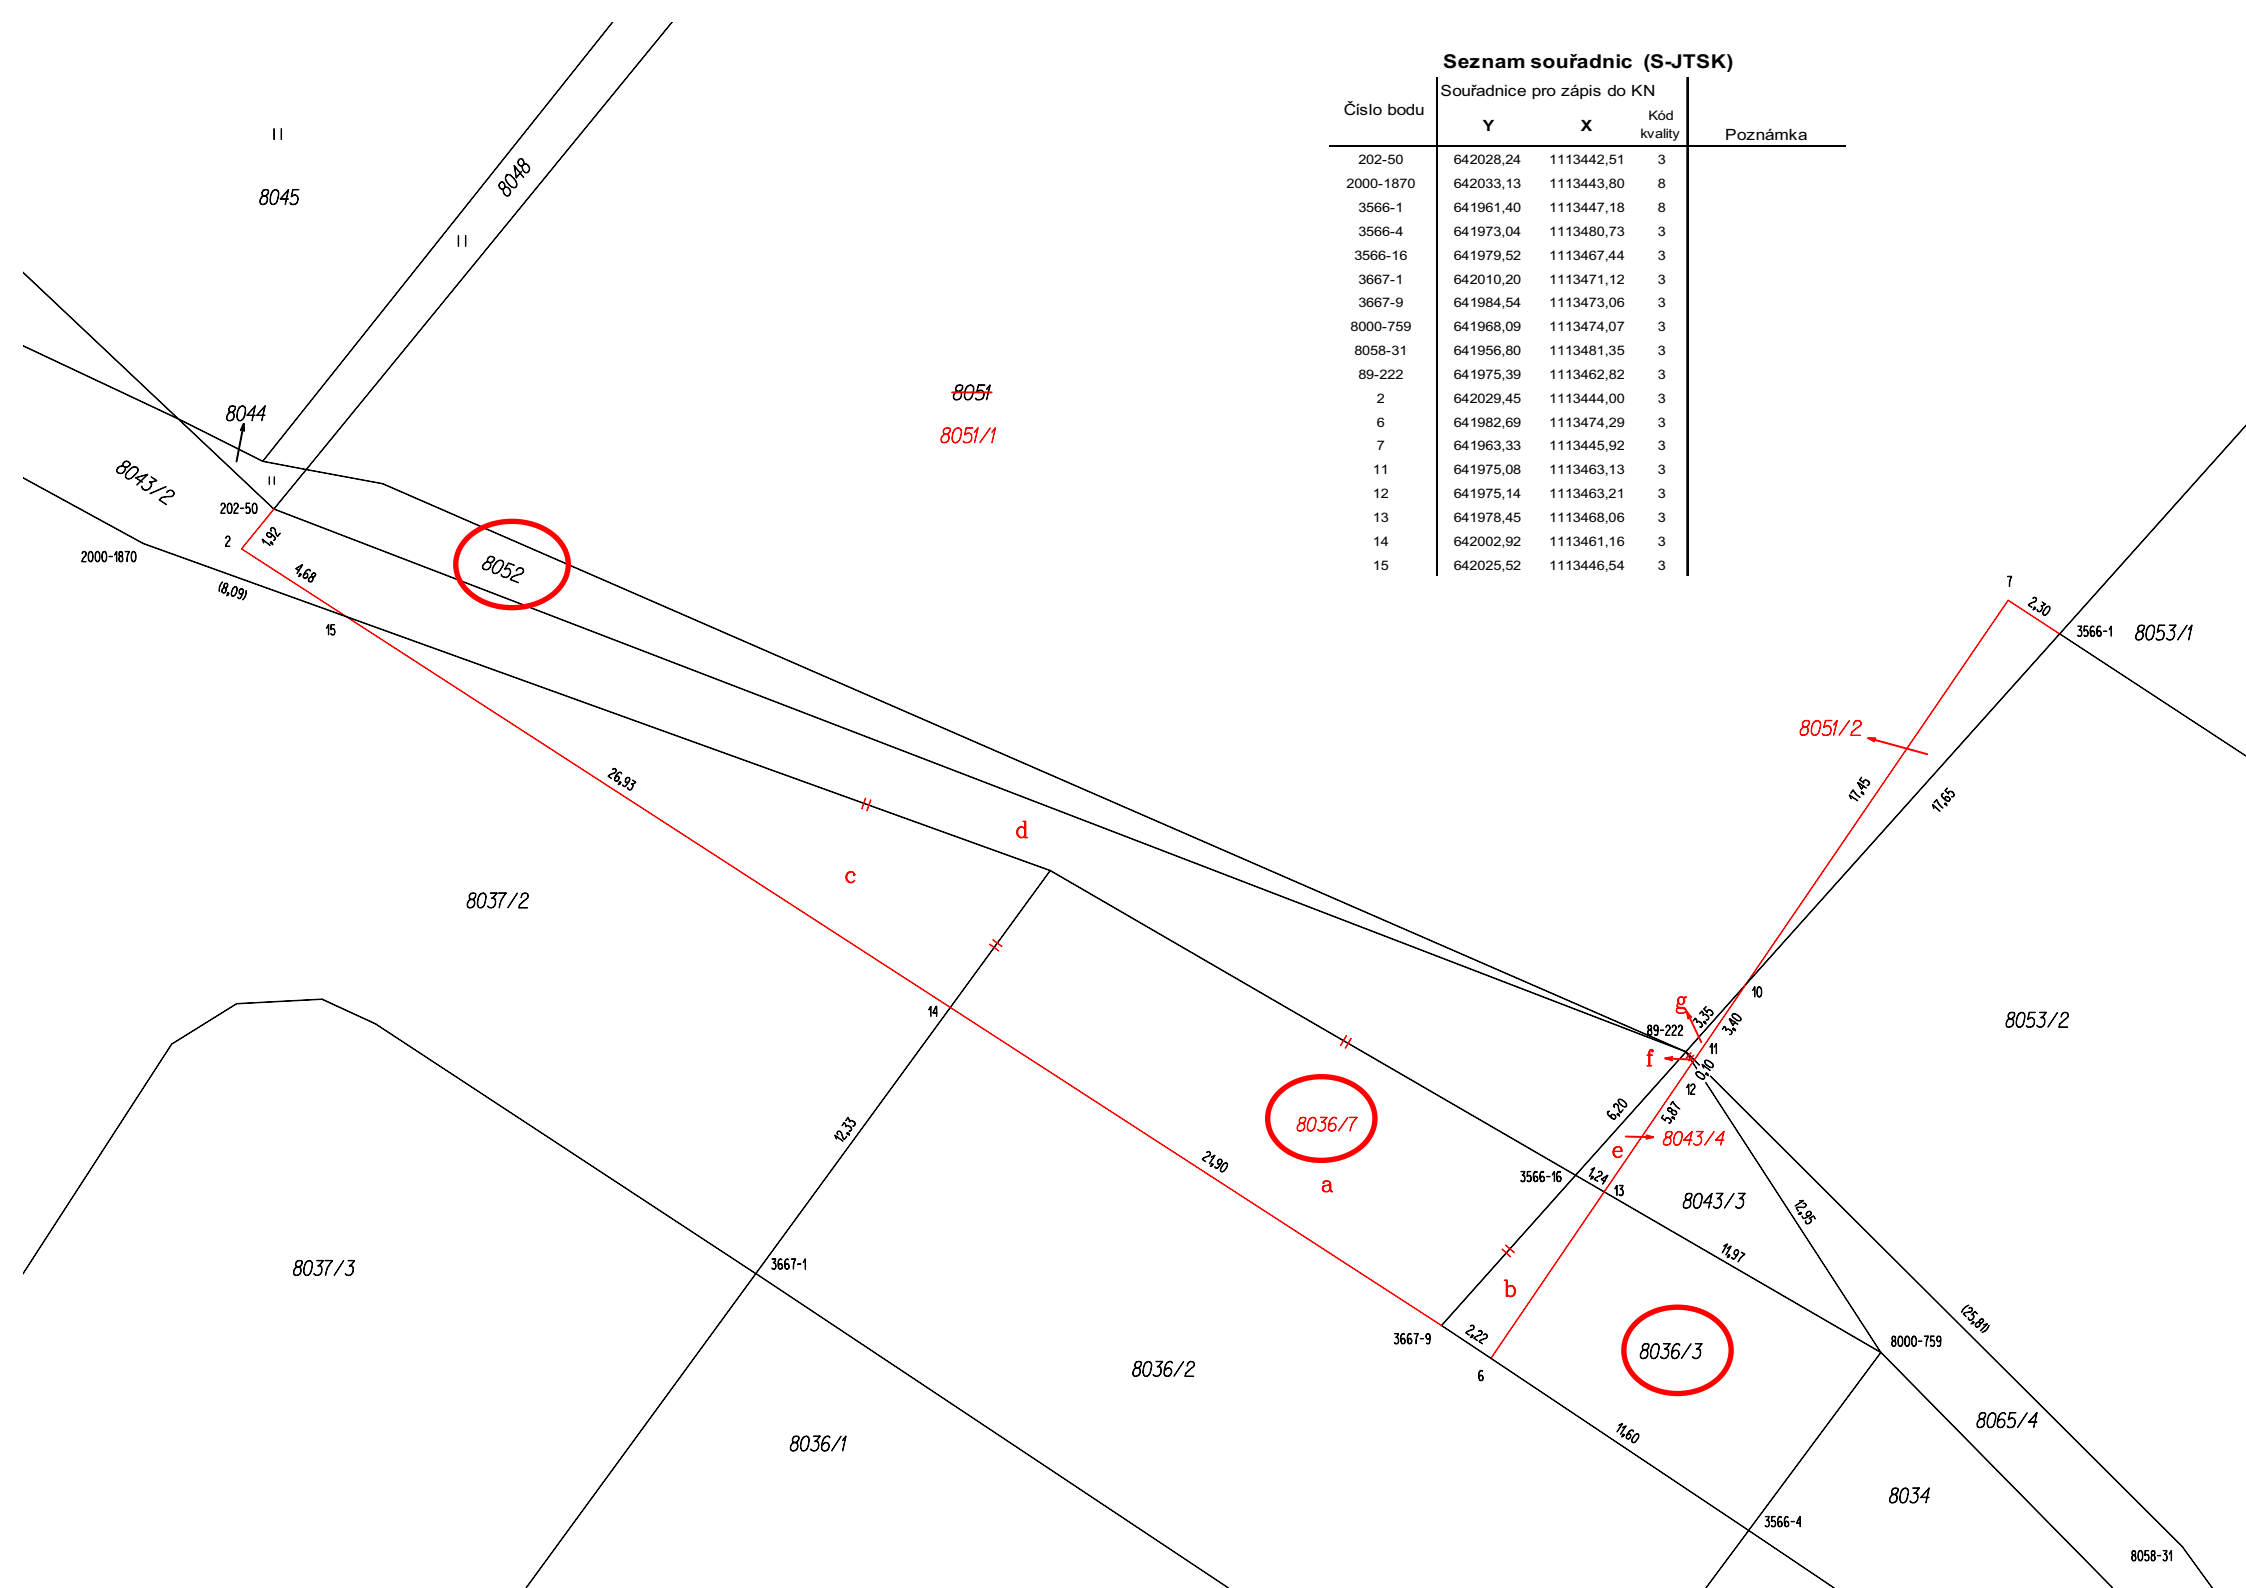 Seznam souřadnic (S-JTSK)
Číslo bodu
Souřadnice pro zápis do KN
Y X Kód kvality Poznámka
202-50 642028,24 1113442,51 3
2000-1870 642033,13 1113443,80 8
3566-1 641961,40 1113447,18 8
3566-4 641973,04 1113480,73 3
3566-16 641979,52 1113467,44 3
3667-1 642010,20 1113471,12 3
3667-9 641984,54 1113473,06 3
8000-759 641968,09 1113474,07 3
8058-31 641956,80 1113481,35 3
89-222 641975,39 1113462,82 3
2 642029,45 1113444,00 3
6 641982,69 1113474,29 3
7 641963,33 1113445,92 3
11 641975,08 1113463,13 3
12 641975,14 1113463,21 3
13 641978,45 1113468,06 3
14 642002,92 1113461,16 3
15 642025,52 1113446,54 3
8045
8048
8051
8051/1
8044
8043/2
202-50
2
1,92
2000-1870
4,68
(8,09)
15
8052
7
2,30
3566-1
8053/1
8051/2
17,45
17,65
26,93
d
c
8037/2
14
12,33
g
10
3,35
3,40
89-222
11
f
0,10
12
8053/2
6,20
5,87
8043/4
e
8036/7
a
21,90
3566-16
1,24
13
8043/3
12,95
11,97
3667-1
8037/3
b
3667-9
2,22
6
8036/3
8000-759
(25,81)
8036/2
8036/1
11,60
8065/4
8034
3566-4
8058-31